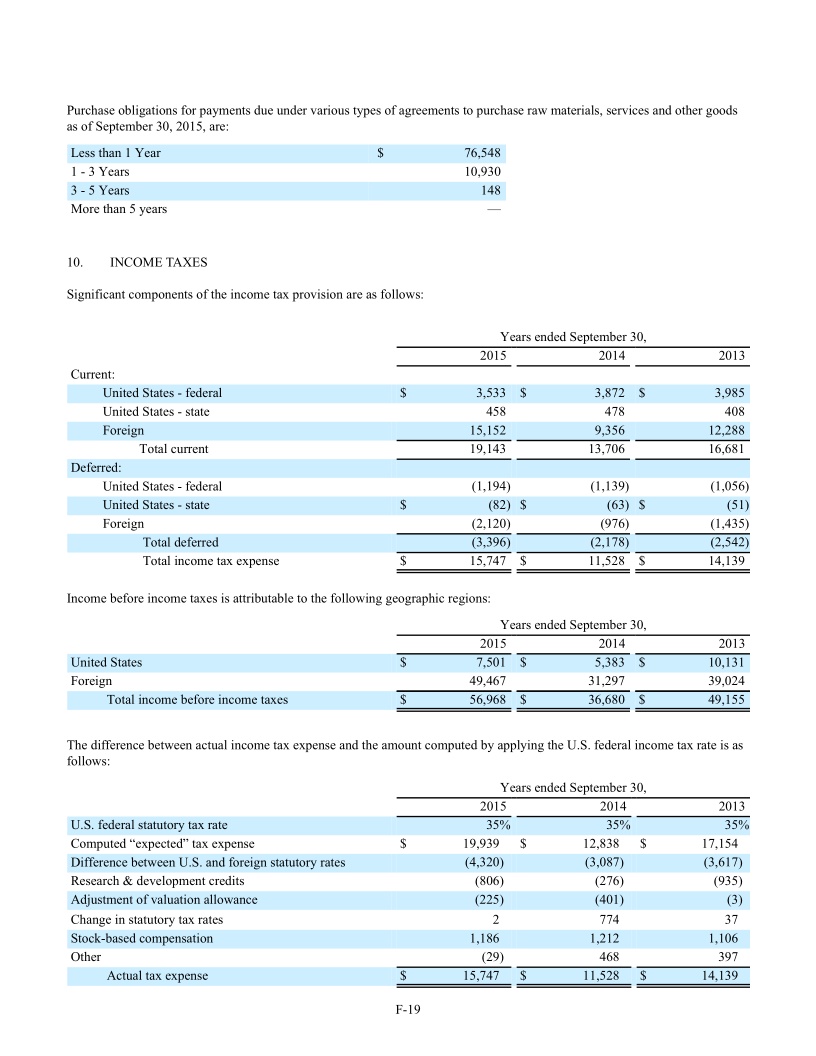 Purchase obligations for payments due under various types of agreements to purchase raw materials, services and other goods
as of September 30, 2015, are:
Less than 1 Year $ 76,548
1 - 3 Years 10,930
3 - 5 Years 148
More than 5 years —
10. INCOME TAXES
Significant components of the income tax provision are as follows:
Years ended September 30,
2015 2014 2013
Current:
United States - federal $ 3,533 $ 3,872 $ 3,985
United States - state 458 478 408
Foreign 15,152 9,356 12,288
Total current 19,143 13,706 16,681
Deferred:
United States - federal (1,194) (1,139) (1,056)
United States - state $ (82) $ (63) $ (51)
Foreign (2,120) (976) (1,435)
Total deferred (3,396) (2,178) (2,542)
Total income tax expense $ 15,747 $ 11,528 $ 14,139
Income before income taxes is attributable to the following geographic regions:
Years ended September 30,
2015 2014 2013
United States $ 7,501 $ 5,383 $ 10,131
Foreign 49,467 31,297 39,024
Total income before income taxes $ 56,968 $ 36,680 $ 49,155
The difference between actual income tax expense and the amount computed by applying the U.S. federal income tax rate is as
follows:
Years ended September 30,
2015 2014 2013
U.S. federal statutory tax rate 35% 35% 35%
Computed “expected” tax expense $ 19,939 $ 12,838 $ 17,154
Difference between U.S. and foreign statutory rates (4,320) (3,087) (3,617)
Research & development credits (806) (276) (935)
Adjustment of valuation allowance (225) (401) (3)
Change in statutory tax rates 2 774 37
Stock-based compensation 1,186 1,212 1,106
Other (29) 468 397
Actual tax expense $ 15,747 $ 11,528 $ 14,139
F-19